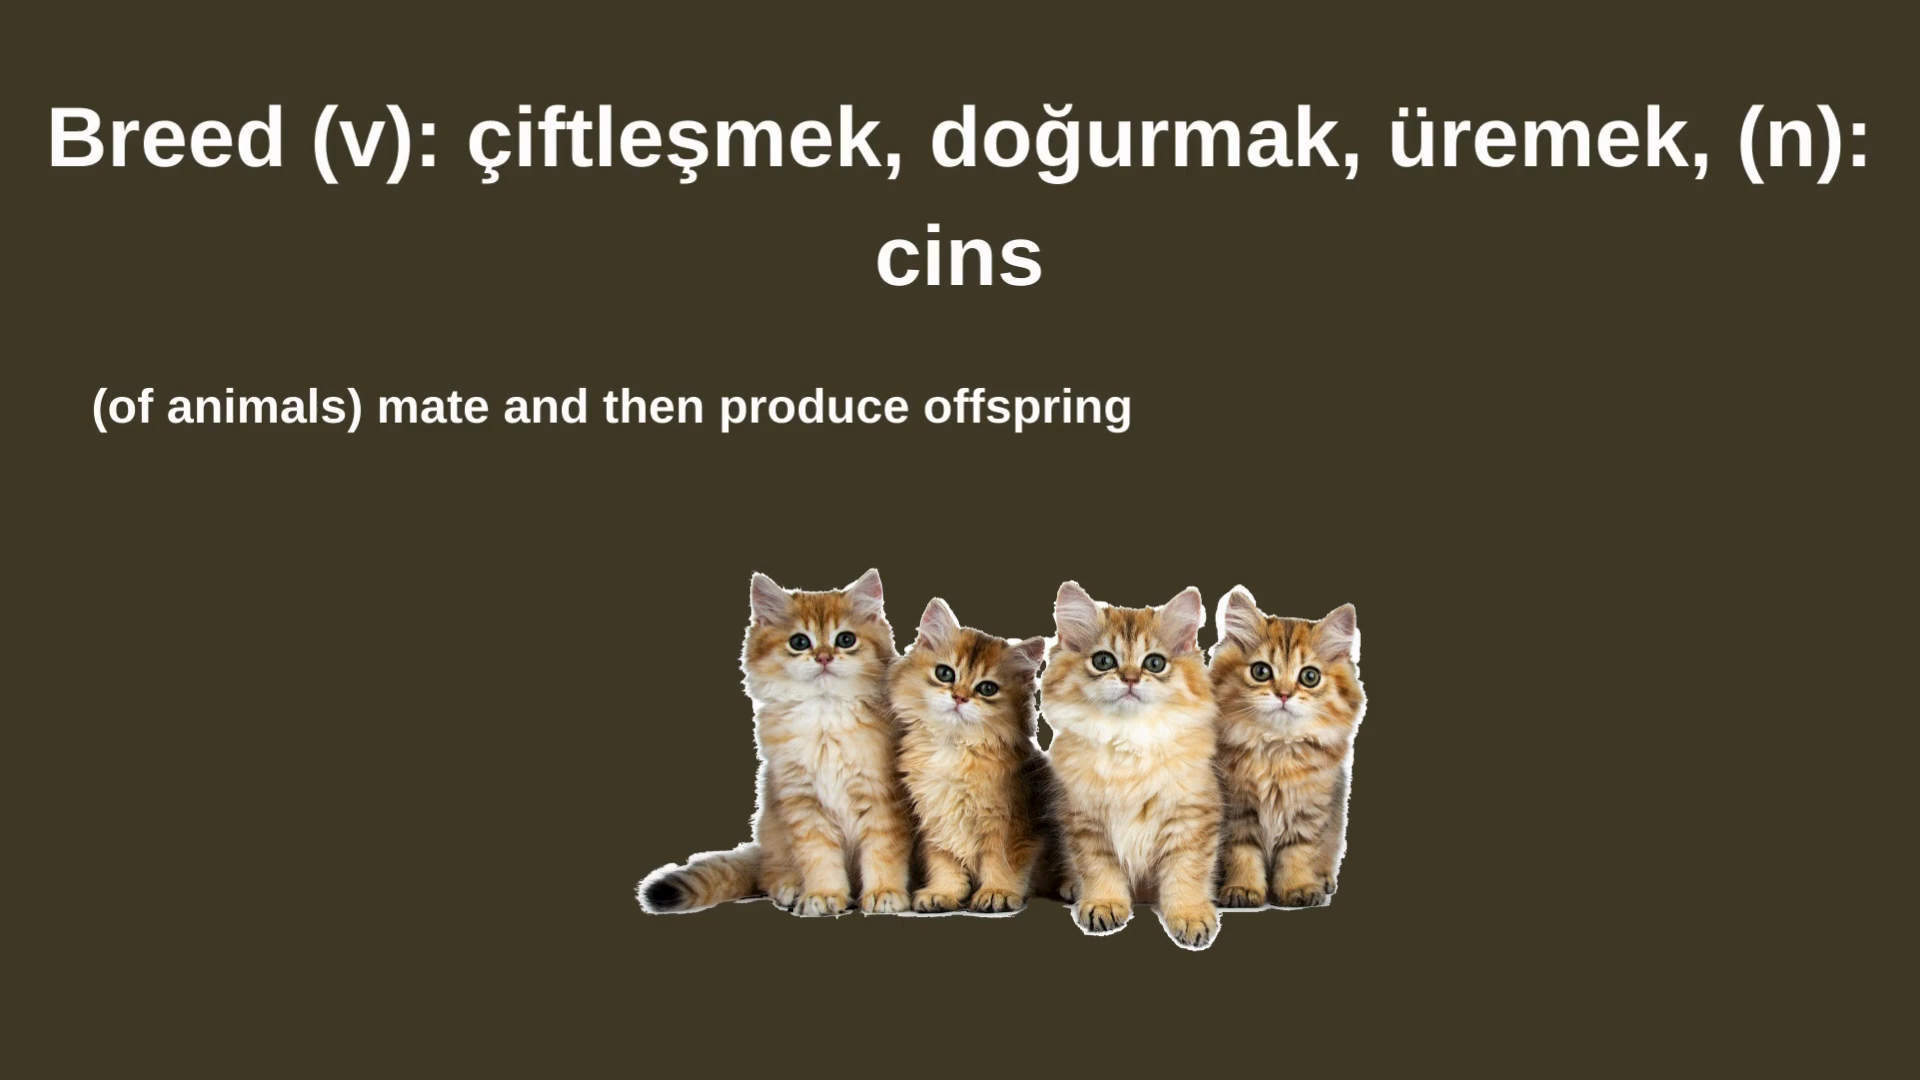 Breed (v): çiftleşmek, doğurmak, üremek, (n):
cins
(of animals) mate and then produce offspring